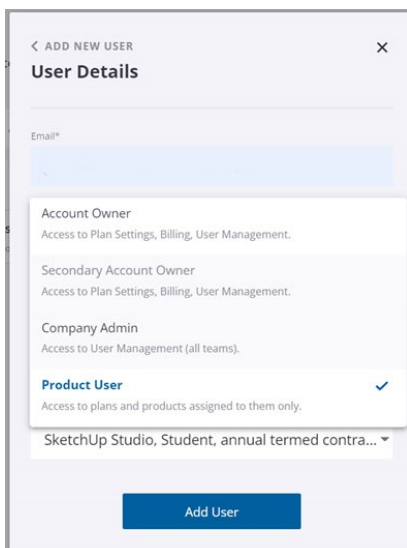 ADD NEW USER
User Details
Email*
Account Owner
Access to Plan Settings, Billing, User Management.
Secondary Account Owner
Access to Plan Settings, Billing, User Management.
Company Admin
Access to User Management (all teams).
Product User
Access to plans and products assigned to them only.
SketchUp Studio, Student, annual termed contra...
Add User